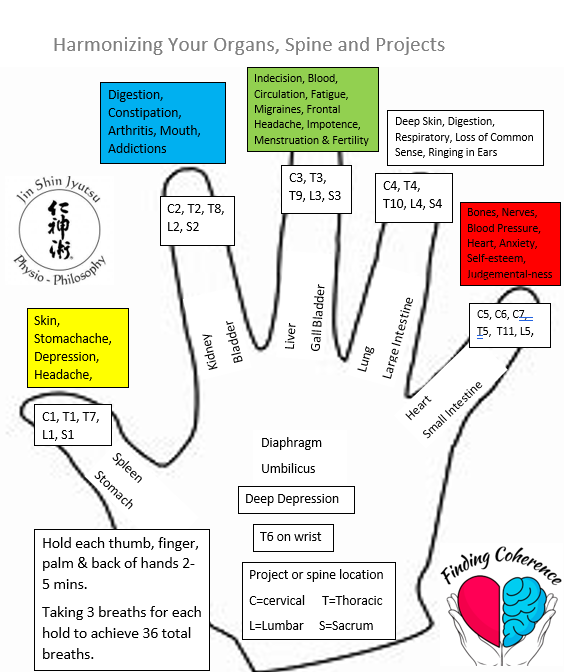 Harmonizing Your Organs, Spine and Projects
Digestion,
Constipation,
Arthritis, Mouth,
Addictions
Indecision, Blood,
Circulation, Fatigue,
Migraines, Frontal
Headache, Impotence,
Menstruation & Fertility
Deep Skin, Digestion,
Respiratory, Loss of Common
Sense, Ringing in Ears
Bones, Nerves,
Blood Pressure,
Heart, Anxiety,
Self-esteem,
Judgemental-ness
Jin Shin Jyutsu
仁
神
術
Physio - Philosophy
C2, T2, T8,
L2, S2
C3, T3,
T9, L3, S3
C4, T4,
T10, L4, S4
C5, C6, C7,
T5, T11, L5,
Skin,
Stomachache,
Depression,
Headache,
C1, T1, T7,
L1, S1
Spleen
Stomach
Kidney
Bladder
Liver
Gall Bladder
Lung
Large Intestine
Heart
Small Intestine
Diaphragm
Umbilicus
Deep Depression
T6 on wrist
Hold each thumb, finger,
palm & back of hands 2-
5 mins.
Taking 3 breaths for each
hold to achieve 36 total
breaths.
Project or spine location
C=cervical T=Thoracic
L=Lumbar S=Sacrum
Finding Coherence